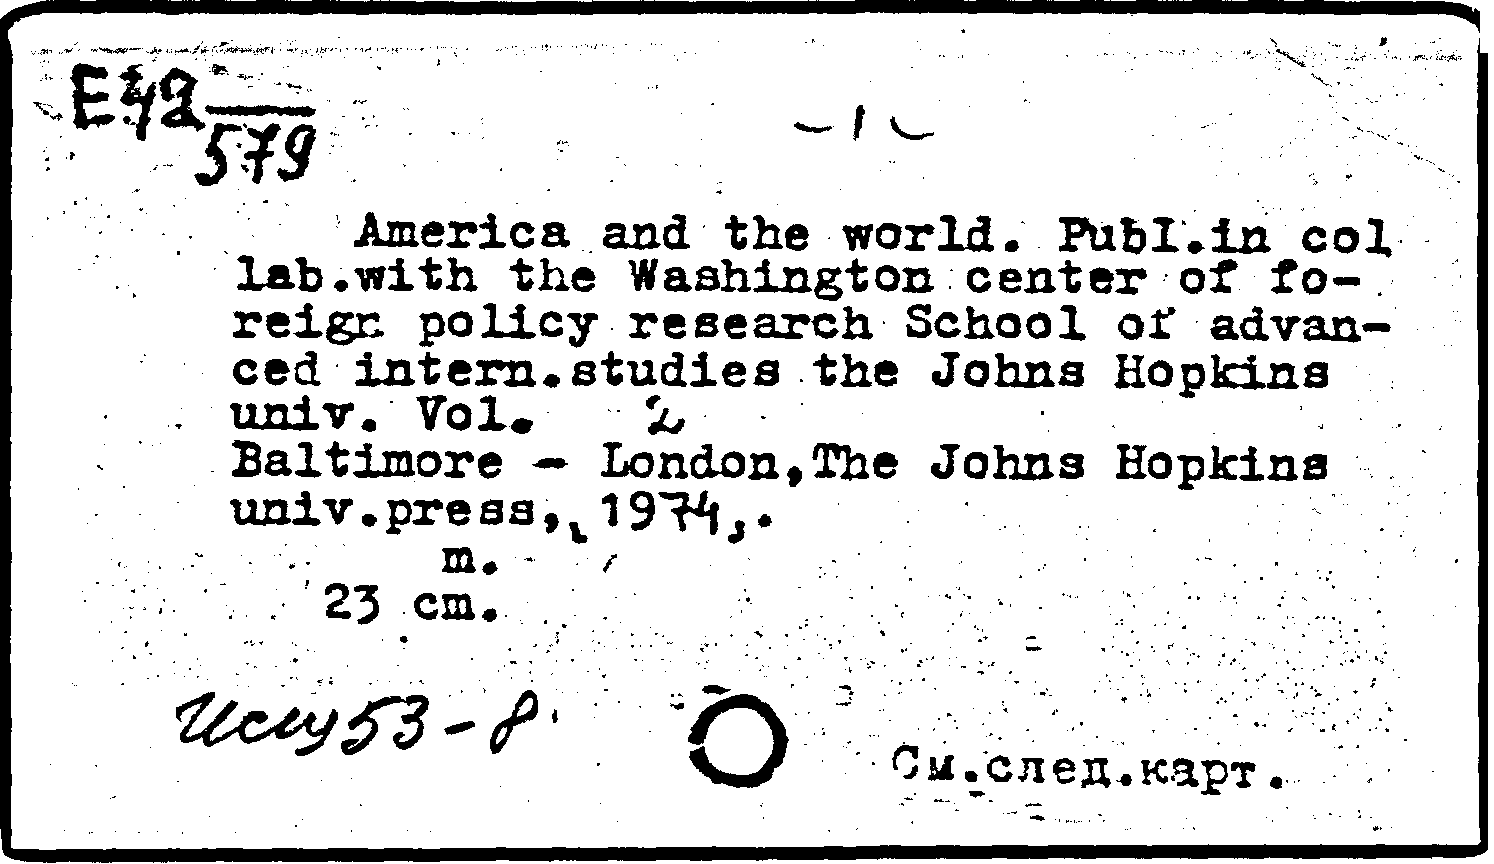 E42
579
- 1 -
America and the world. Publ.in col
lab.with the Washington center of fo-
reign policy research School of advan-
ced intern.studies the Johns Hopkins
univ. Vol. 2
Baltimore - London,The Johns Hopkins
univ.press, 1974,.
m.
23 cm.
53-8
См.след.карт.